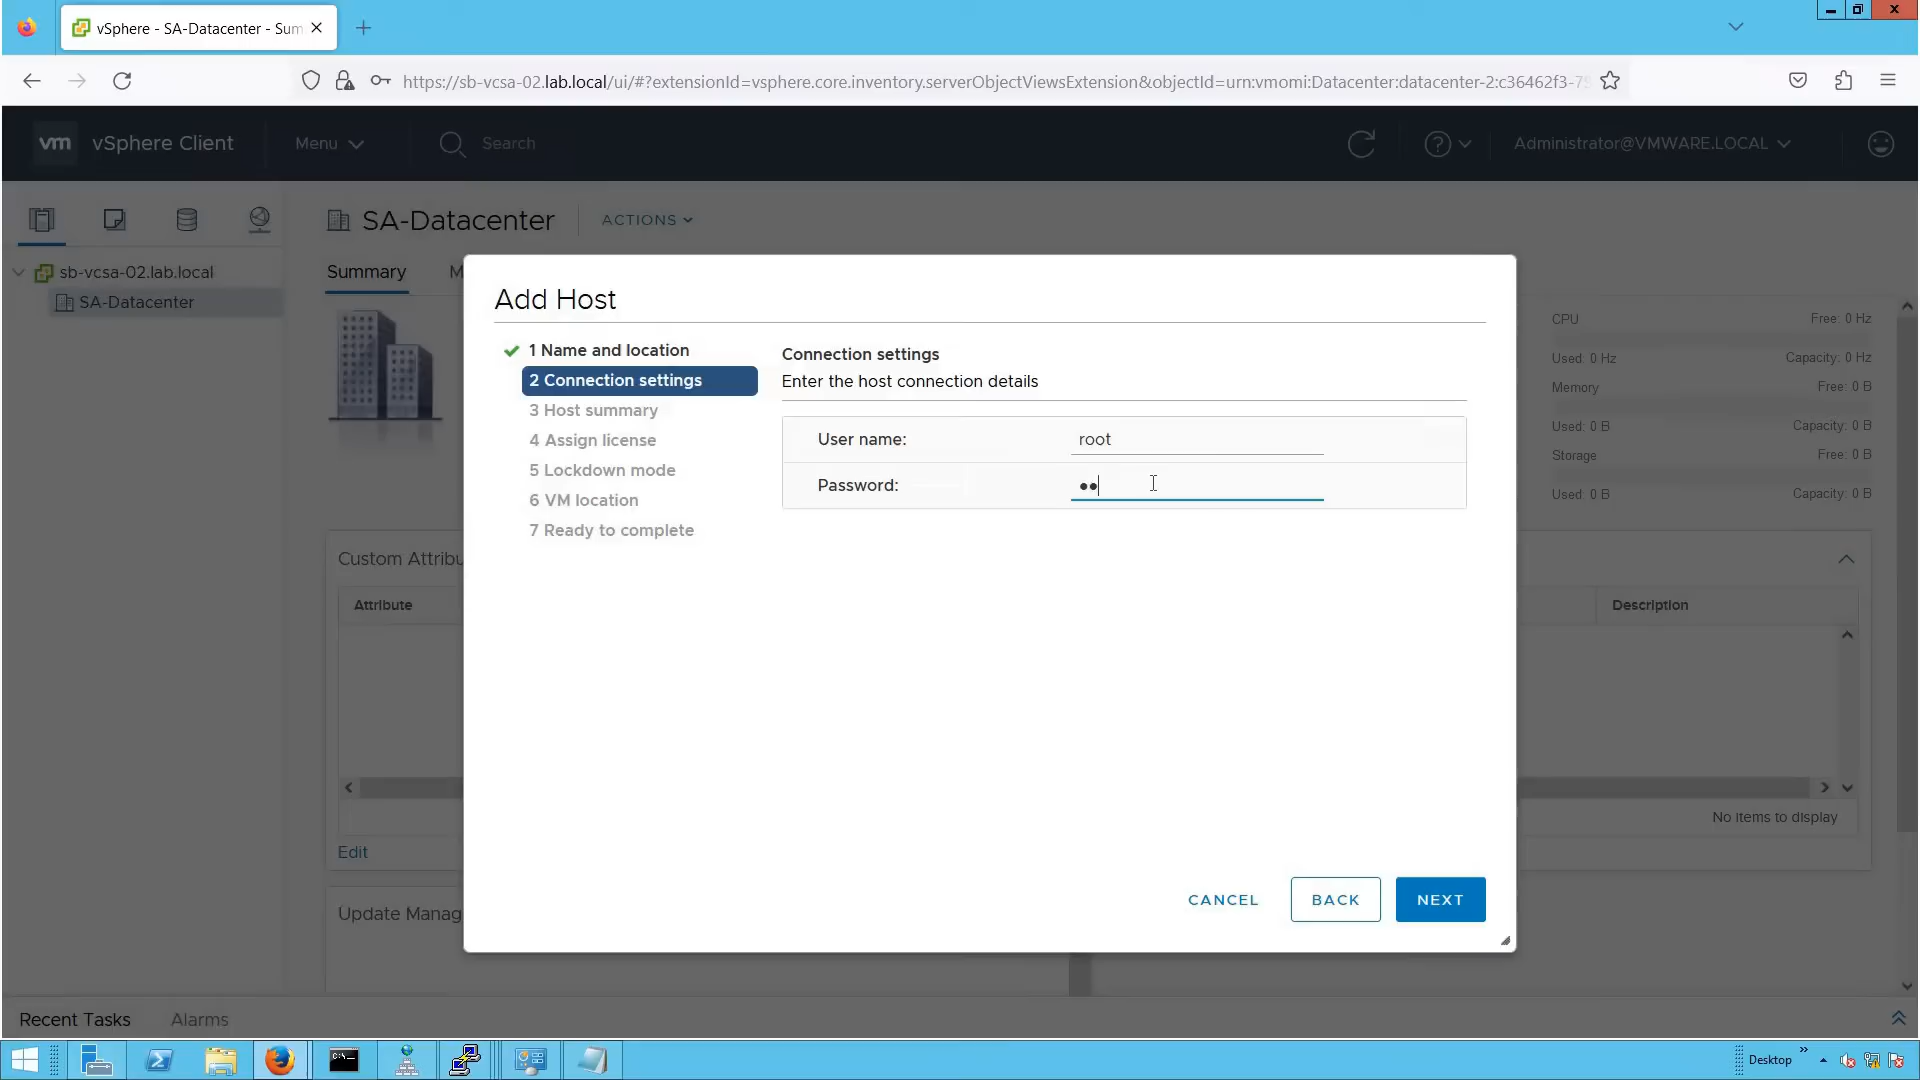 vSphere - SA-Datacenter - Sum
https://sb-vcsa-02.lab.local/ui/#?extensionId=vsphere.core.inventory.serverObjectViewsExtension&objectId=urn:vmomi:Datacenter:datacenter-2:c36462f3-79
vm vSphere Client Menu Search Administrator@VMWARE.LOCAL
SA-Datacenter ACTIONS
sb-vcsa-02.lab.local
SA-Datacenter
Summary M
Add Host
1 Name and location
2 Connection settings
3 Host summary
4 Assign license
5 Lockdown mode
6 VM location
7 Ready to complete
Connection settings
Enter the host connection details
User name: root
Password: ••
CANCEL BACK NEXT
CPU Free: 0 Hz
Used: 0 Hz Capacity: 0 Hz
Memory Free: 0 B
Used: 0 B Capacity: 0 B
Storage Free: 0 B
Used: 0 B Capacity: 0 B
Custom Attribu
Attribute Description
No items to display
Edit
Update Manag
Recent Tasks Alarms
Desktop